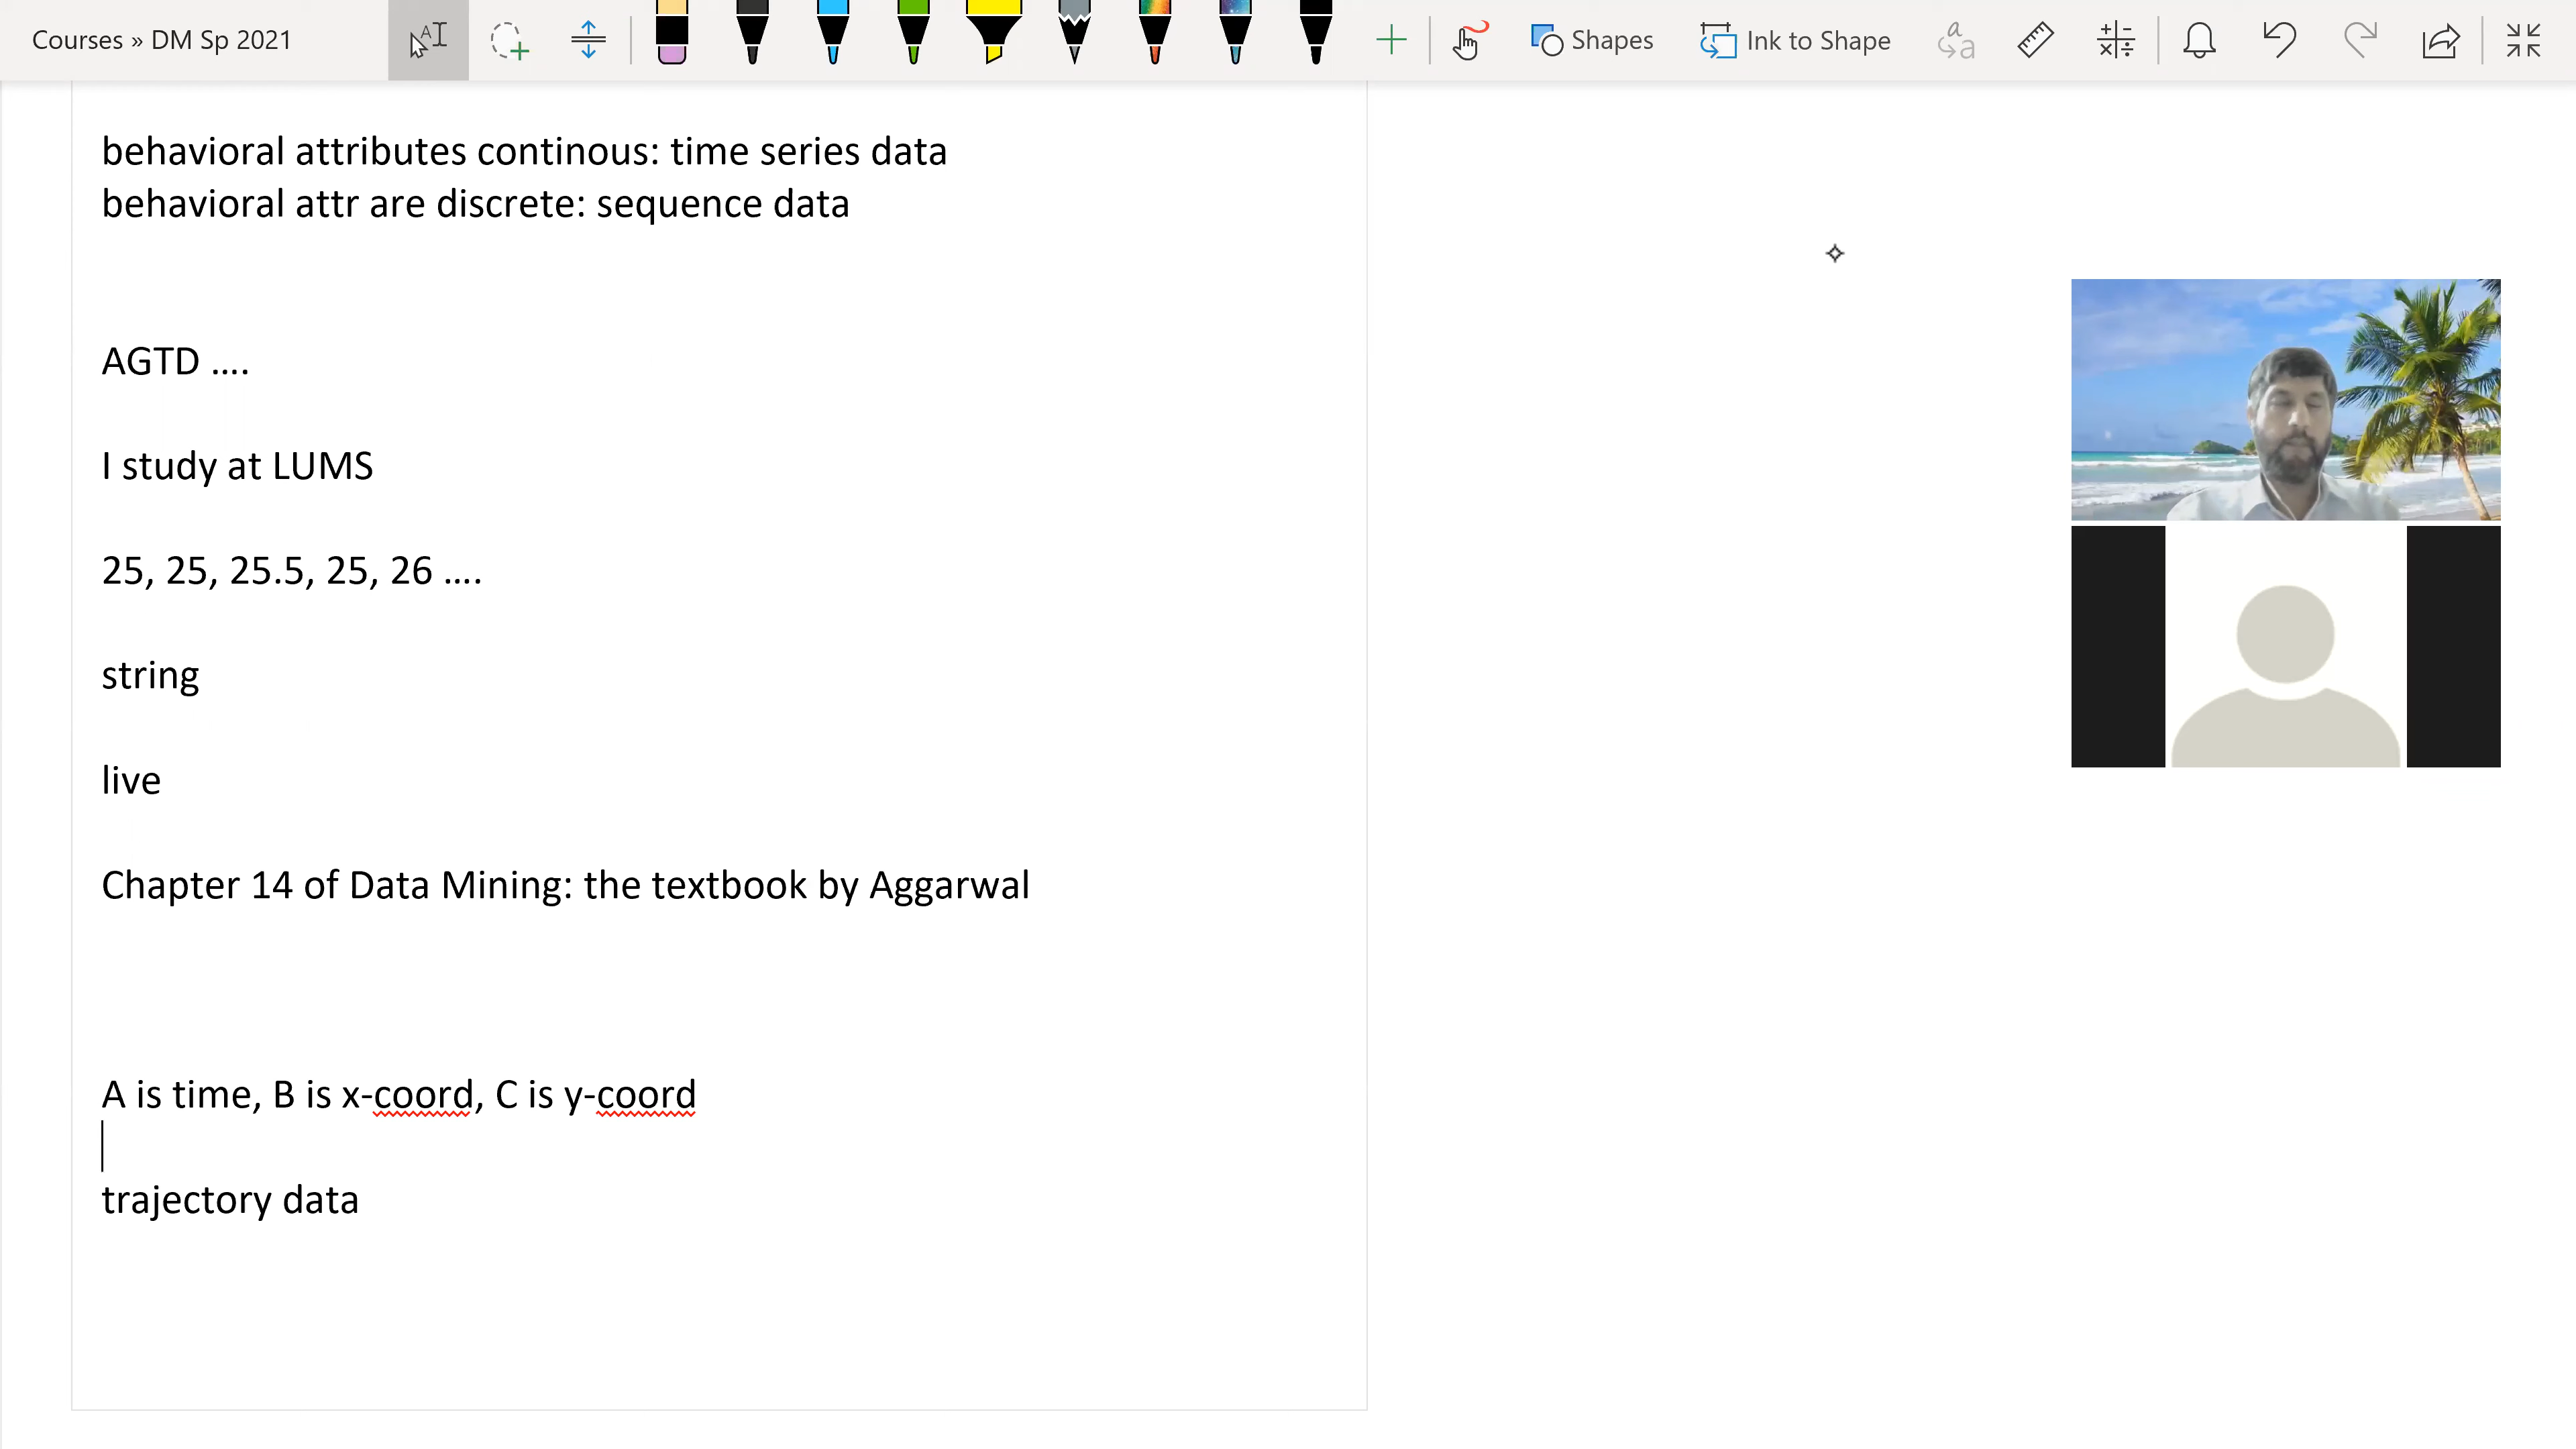 Courses » DM Sp 2021
Shapes
Ink to Shape
behavioral attributes continous: time series data
behavioral attr are discrete: sequence data
AGTD ....
I study at LUMS
25, 25, 25.5, 25, 26 ....
string
live
Chapter 14 of Data Mining: the textbook by Aggarwal
A is time, B is x-coord, C is y-coord
trajectory data